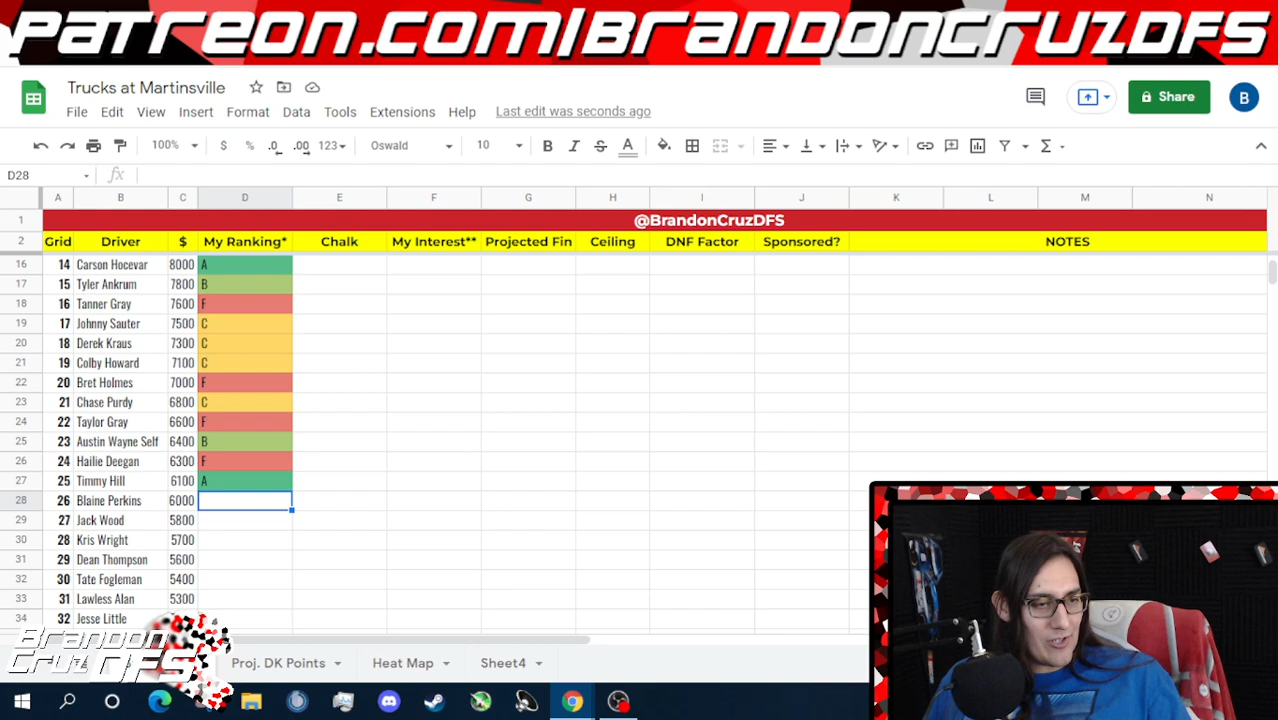 Patreon.com/BrandonCruzDFS
Trucks at Martinsville
File Edit View Insert Format Data Tools Extensions Help Last edit was seconds ago
Share
B
100% $ % .0 .00 123 Oswald 10 B I S A
D28 fx
A B C D E F G H I J K L M N
1 @BrandonCruzDFS
2 Grid Driver $ My Ranking* Chalk My Interest** Projected Fin Ceiling DNF Factor Sponsored? NOTES
16 14 Carson Hocevar 8000 A
17 15 Tyler Ankrum 7800 B
18 16 Tanner Gray 7600 F
19 17 Johnny Sauter 7500 C
20 18 Derek Kraus 7300 C
21 19 Colby Howard 7100 C
22 20 Bret Holmes 7000 F
23 21 Chase Purdy 6800 C
24 22 Taylor Gray 6600 F
25 23 Austin Wayne Self 6400 B
26 24 Hailie Deegan 6300 F
27 25 Timmy Hill 6100 A
28 26 Blaine Perkins 6000
29 27 Jack Wood 5800
30 28 Kris Wright 5700
31 29 Dean Thompson 5600
32 30 Tate Fogleman 5400
33 31 Lawless Alan 5300
34 32 Jesse Little
Brandon
Cruz DFS
Proj. DK Points Heat Map Sheet4